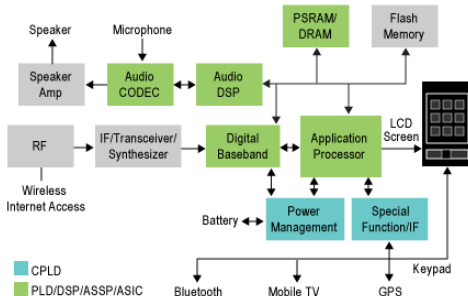 Speaker
Microphone
PSRAM/
DRAM
Flash
Memory
Speaker
Amp
Audio
CODEC
Audio
DSP
LCD
Screen
RF
IF/Transceiver/
Synthesizer
Digital
Baseband
Application
Processor
Wireless
Internet Access
Battery
Power
Management
Special
Function/IF
Keypad
CPLD
PLD/DSP/ASSP/ASIC
Bluetooth
Mobile TV
GPS